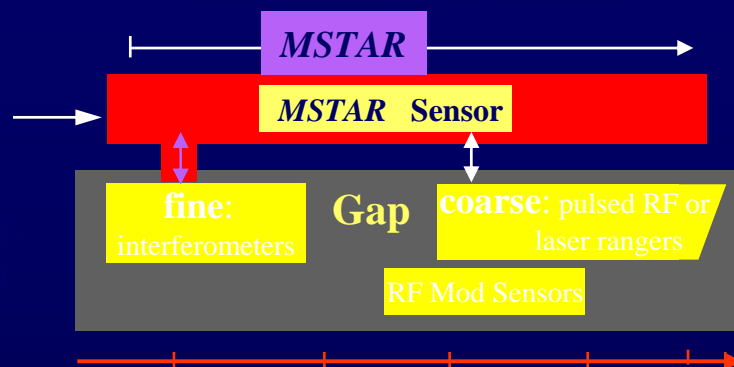 MSTAR
MSTAR Sensor
fine:
interferometers
Gap
coarse: pulsed RF or
laser rangers
RF Mod Sensors